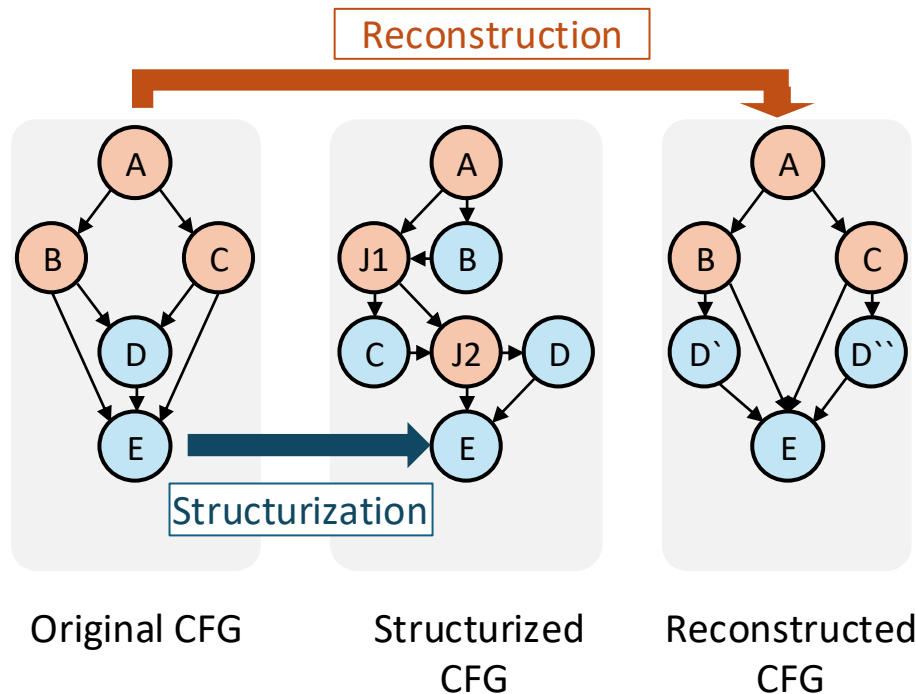 Reconstruction
A
B
C
D
E
A
J1
B
C
J2
D
E
A
B
C
D`
D``
E
Structurization
Original CFG
Structurized
CFG
Reconstructed
CFG